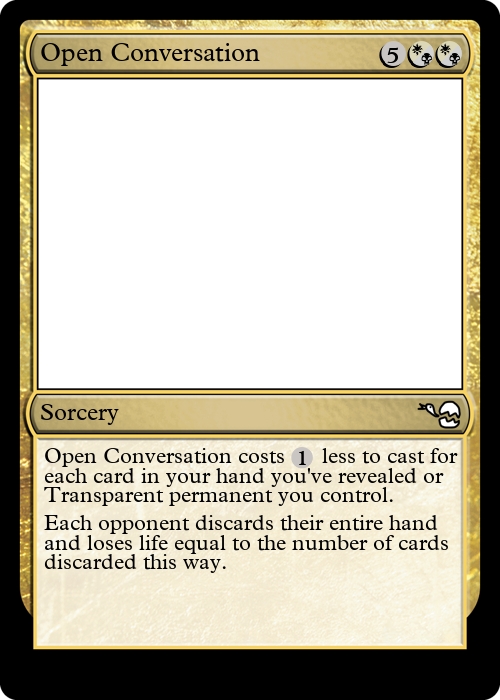 Open Conversation 5
Sorcery
Open Conversation costs 1 less to cast for
each card in your hand you've revealed or
Transparent permanent you control.
Each opponent discards their entire hand
and loses life equal to the number of cards
discarded this way.